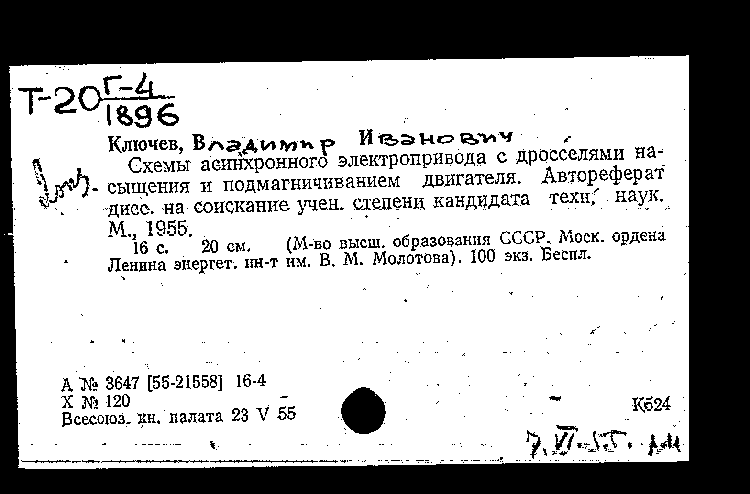 Т-20 Г-4
1896
Ключев, Владимир Иванович
Схемы асинхронного электропривода с дросселями на-
сыщения и подмагничиванием двигателя. Автореферат
дисс. на соискание учен. степени кандидата техн. наук.
М., 1955.
16 с. 20 см. (М-во высш. образования СССР. Моск. ордена
Ленина энергет. ин-т им. В. М. Молотова). 100 экз. Беспл.
А № 3647 [55-21558] 16-4
X № 120
Всесоюз. кн. палата 23 V 55
Кб24
7.VI-55.